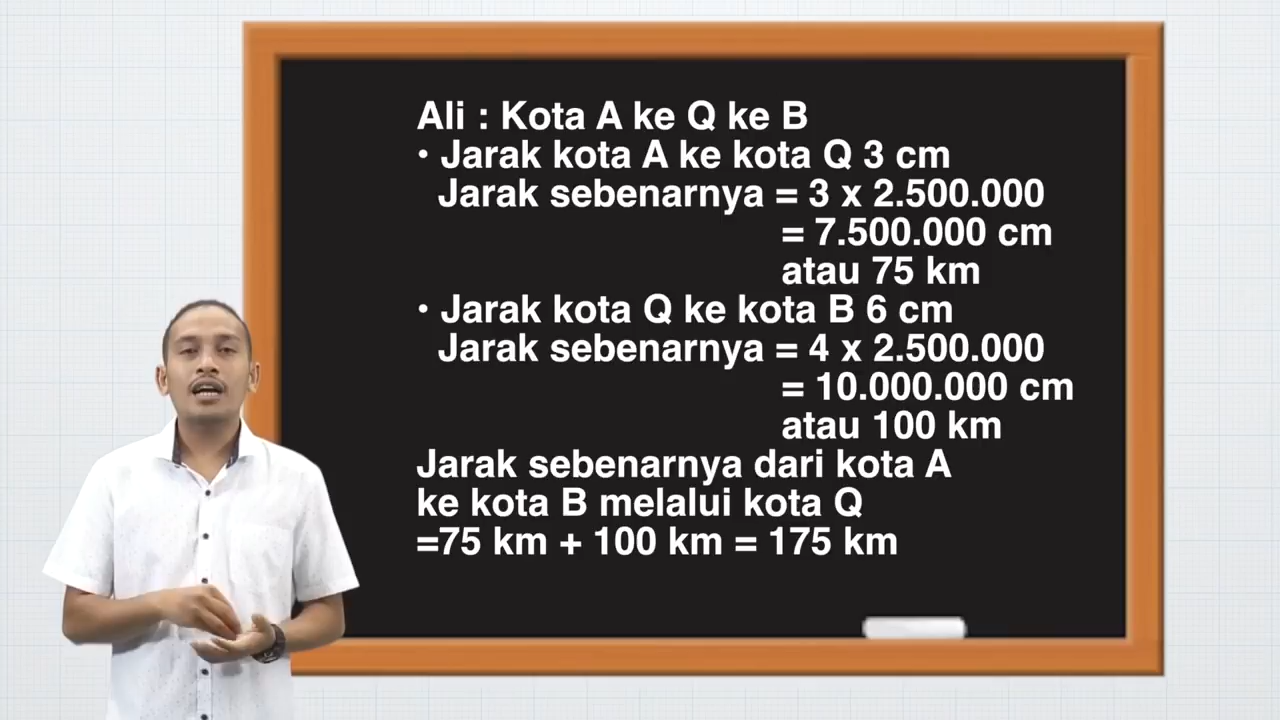 Ali : Kota A ke Q ke B
• Jarak kota A ke kota Q 3 cm
Jarak sebenarnya = 3 x 2.500.000
= 7.500.000 cm
atau 75 km
• Jarak kota Q ke kota B 6 cm
Jarak sebenarnya = 4 x 2.500.000
= 10.000.000 cm
atau 100 km
Jarak sebenarnya dari kota A
ke kota B melalui kota Q
=75 km + 100 km = 175 km